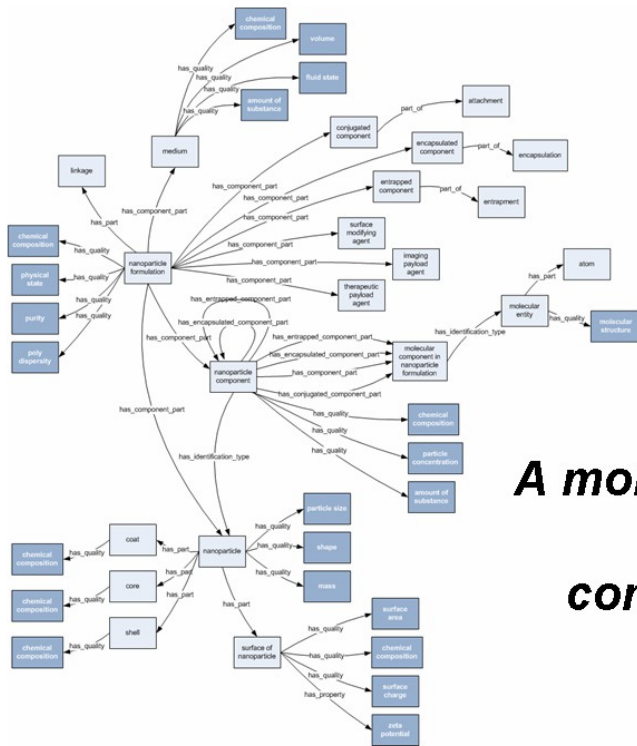 chemical
composition
volume
fluid state
amount of
substance
has_quality
has_quality
has_quality
has_quality
medium
linkage
has_part
has_component_part
conjugated
component
part_of
attachment
encapsulated
component
part_of
encapsulation
entrapped
component
part_of
entrapment
has_component_part
has_component_part
has_component_part
has_component_part
has_component_part
has_component_part
surface
modifying
agent
imaging
payload
agent
therapeutic
payload
agent
chemical
composition
physical
state
purity
poly
dispersity
has_quality
has_quality
has_quality
has_quality
nanoparticle
formulation
atom
has_part
molecular
entity
has_quality
molecular
structure
has_identification_type
has_entrapped_component_part
has_encapsulated_component_part
has_component_part
has_component_part
nanoparticle
component
has_entrapped_component_part
has_encapsulated_component_part
has_component_part
has_conjugated_component_part
molecular
component in
nanoparticle
formulation
has_quality
has_quality
has_quality
chemical
composition
particle
concentration
amount of
substance
has_component_part
has_identification_type
A mo
con
nanoparticle
has_quality
has_quality
has_quality
particle size
shape
mass
has_part
has_part
has_part
coat
core
shell
has_quality
has_quality
has_quality
chemical
composition
chemical
composition
chemical
composition
has_part
surface of
nanoparticle
has_quality
has_quality
has_quality
has_property
surface
area
chemical
composition
surface
charge
zeta
potential